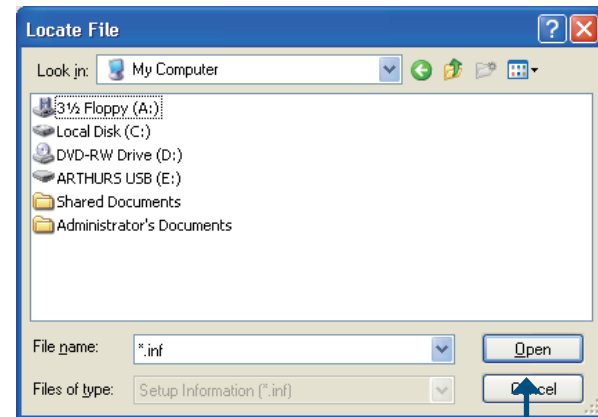 Locate File
Look in: My Computer
3½ Floppy (A:)
Local Disk (C:)
DVD-RW Drive (D:)
ARTHURS USB (E:)
Shared Documents
Administrator's Documents
File name: *.inf Open
Files of type: Setup Information (*.inf) Cancel